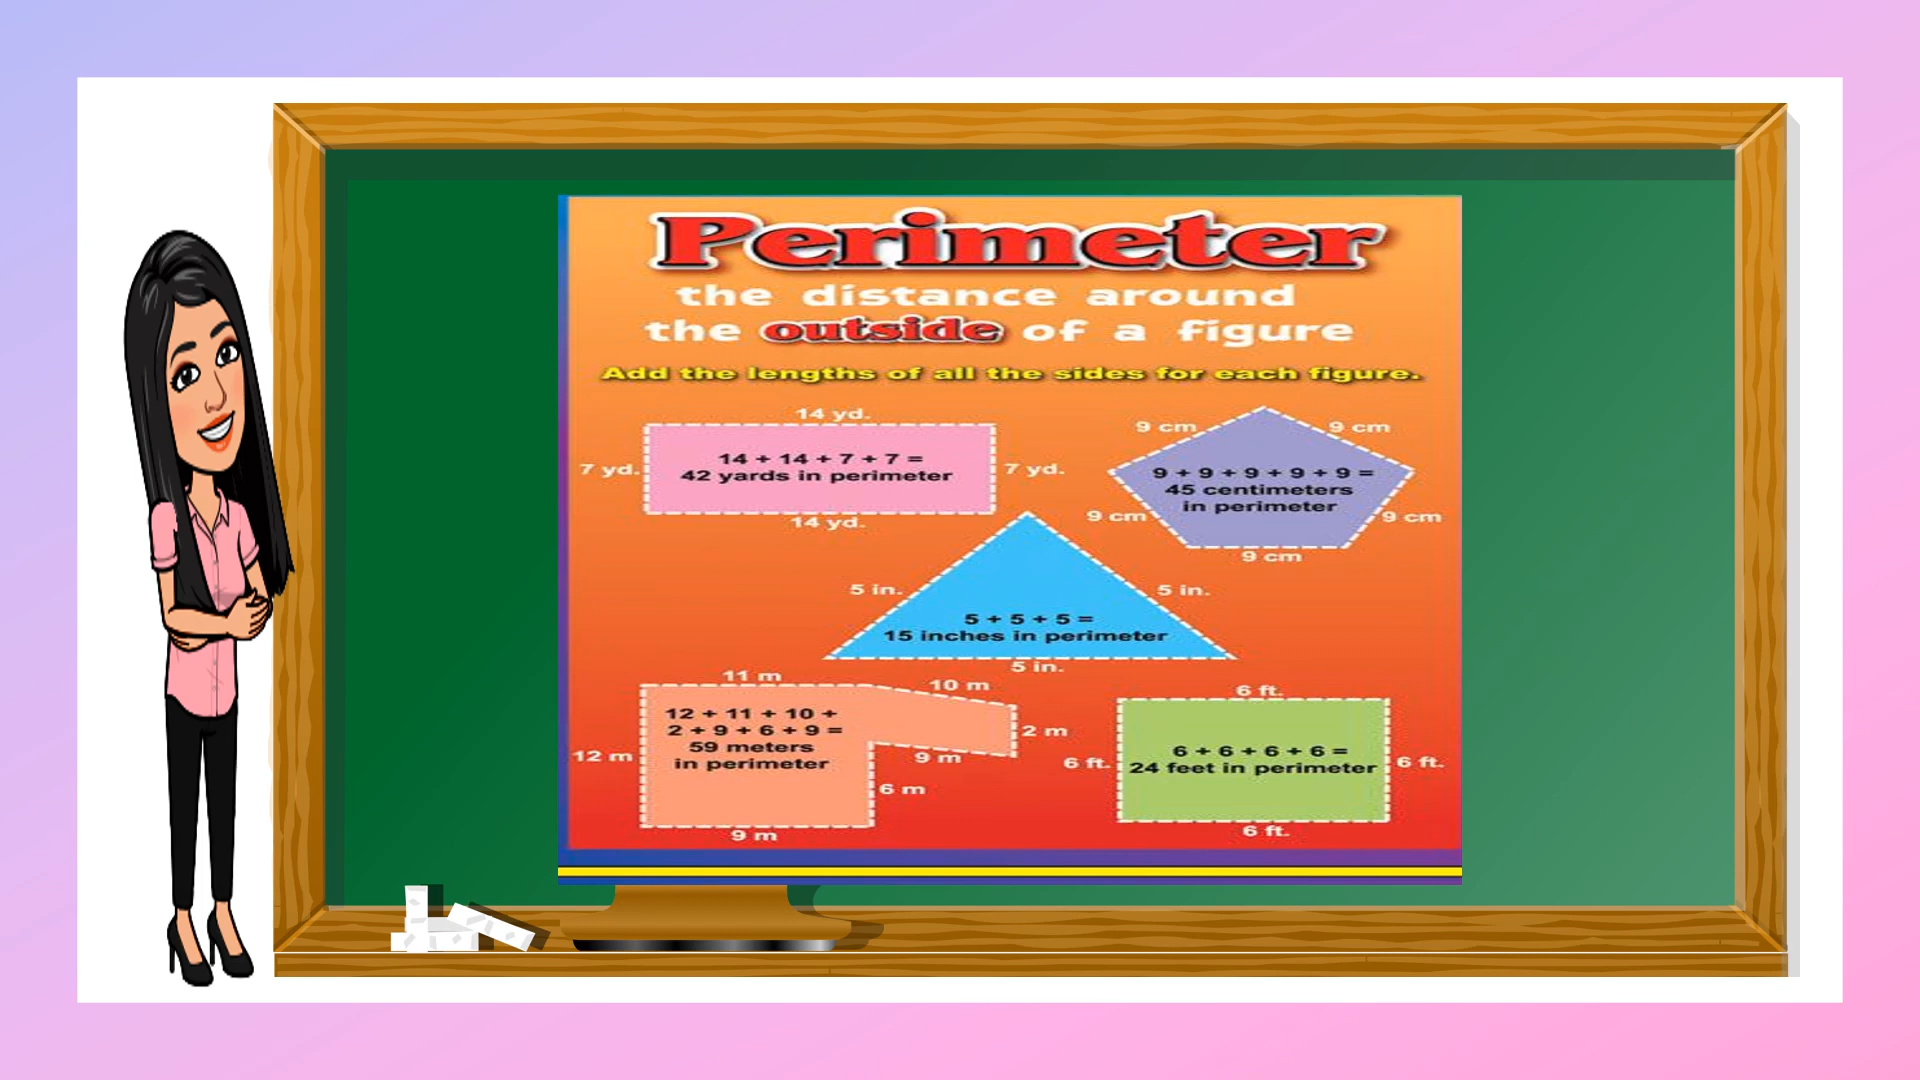 Perimeter
the distance around
the outside of a figure
Add the lengths of all the sides for each figure.
14 yd.
7 yd.
14 + 14 + 7 + 7 =
42 yards in perimeter
7 yd.
14 yd.
9 cm
9 cm
9 + 9 + 9 + 9 + 9 =
45 centimeters
in perimeter
9 cm
9 cm
9 cm
5 in.
5 in.
5 + 5 + 5 =
15 inches in perimeter
5 in.
11 m
10 m
12 + 11 + 10 +
2 + 9 + 6 + 9 =
59 meters
in perimeter
2 m
12 m
9 m
6 m
9 m
6 ft.
6 ft.
6 + 6 + 6 + 6 =
24 feet in perimeter
6 ft.
6 ft.